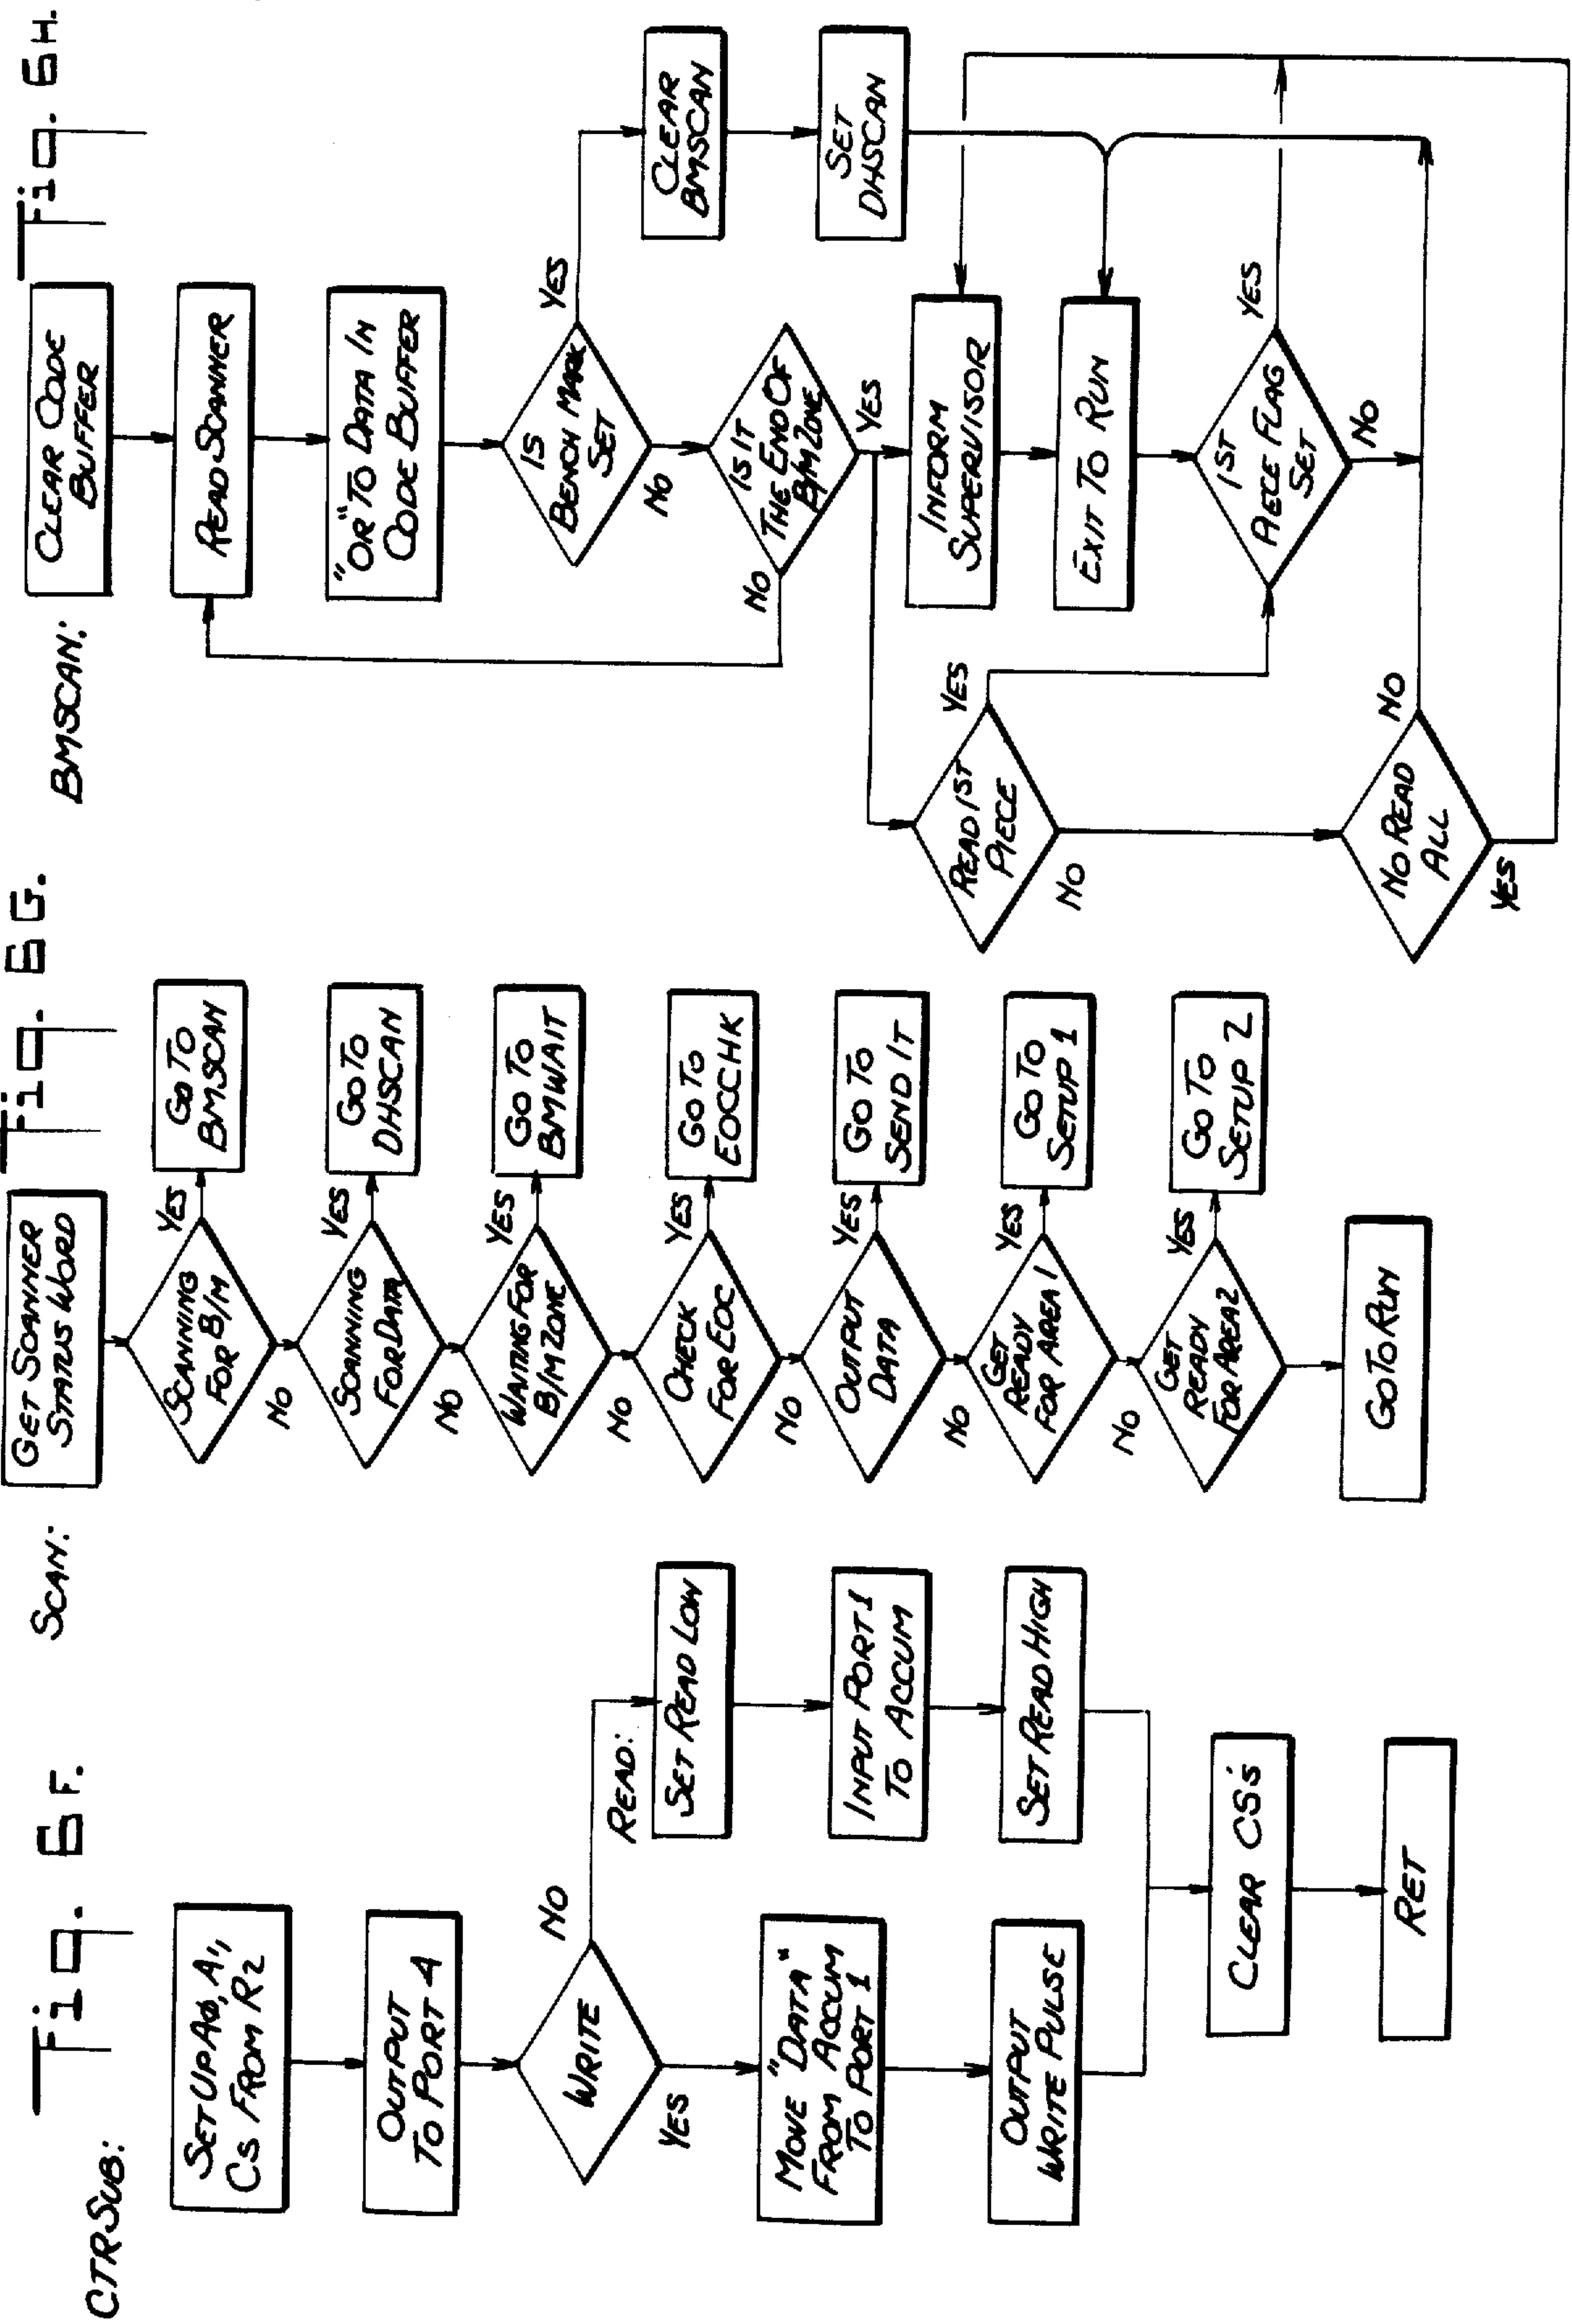 Fig. 6F.
CTRSUB:
SET UP AØ, A1,
CS FROM R2
OUTPUT
TO PORT 4
WRITE
NO
YES
READ:
SET READ LOW
INPUT PORT 1
TO ACCUM
SET READ HIGH
MOVE "DATA"
FROM ACCUM
TO PORT 1
OUTPUT
WRITE PULSE
CLEAR CS'S
RET
Fig. 6G.
SCAN:
GET SCANNER
STATUS WORD
SCANNING
FOR B/M
YES
GO TO
BMSCAN
NO
SCANNING
FOR DATA
YES
GO TO
DHSCAN
NO
WAITING FOR
B/M ZONE
YES
GO TO
BMWAIT
NO
CHECK
FOR EOC
YES
GO TO
EOCCHK
NO
OUTPUT
DATA
YES
GO TO
SEND IT
NO
GET
READY
FOR AREA 1
YES
GO TO
SETUP 1
NO
GET
READY
FOR AREA 2
YES
GO TO
SETUP 2
GO TO RUN
Fig. 6H.
BMSCAN:
CLEAR CODE
BUFFER
READ SCANNER
"OR" TO DATA IN
CODE BUFFER
IS
BENCH MARK
SET
YES
CLEAR
BMSCAN
SET
DHSCAN
NO
IS IT
THE END OF
B/M ZONE
NO
YES
INFORM
SUPERVISOR
EXIT TO RUN
1ST
PIECE FLAG
SET
YES
NO
READ 1ST
PIECE
YES
NO
NO READ
ALL
NO
YES